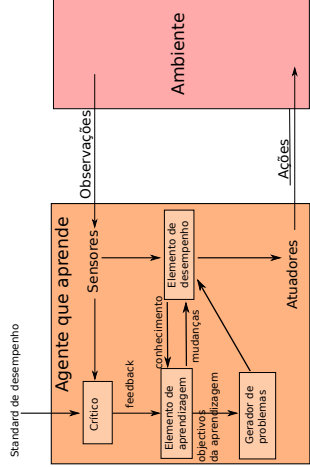 Standard de desempenho
Agente que aprende
Crítico
Sensores
Observações
Ambiente
feedback
Elemento de
aprendizagem
conhecimento
mudanças
Elemento de
desempenho
objectivos
da aprendizagem
Gerador de
problemas
Atuadores
Ações